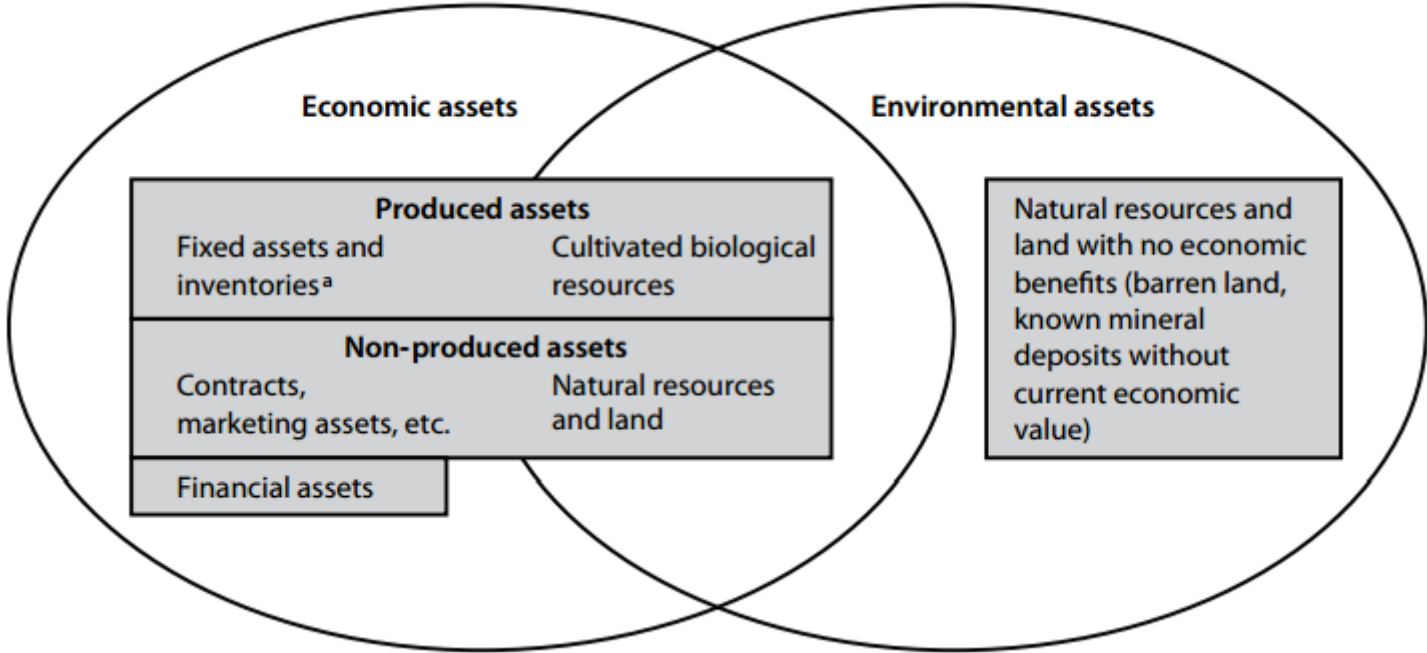 Economic assets
Environmental assets
Produced assets
Fixed assets and
inventoriesᵃ
Cultivated biological
resources
Non-produced assets
Contracts,
marketing assets, etc.
Natural resources
and land
Financial assets
Natural resources and
land with no economic
benefits (barren land,
known mineral
deposits without
current economic
value)